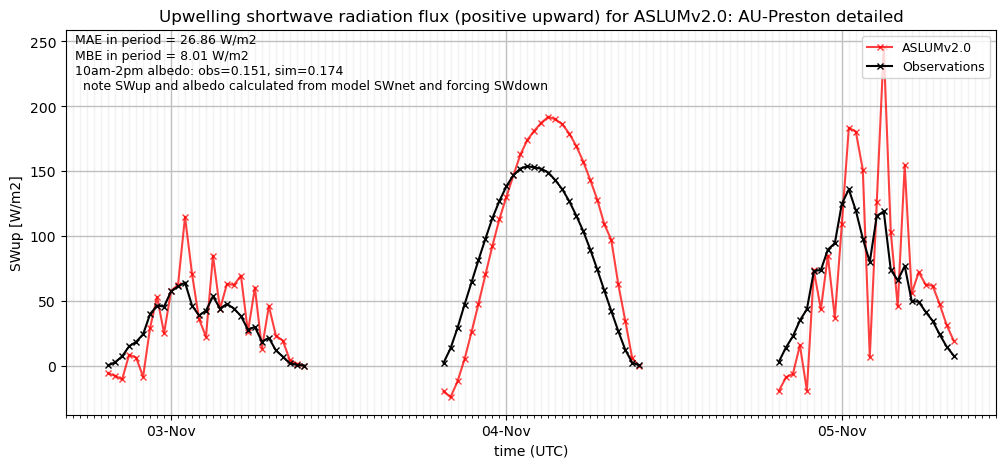 Upwelling shortwave radiation flux (positive upward) for ASLUMv2.0: AU-Preston detailed
MAE in period = 26.86 W/m2
MBE in period = 8.01 W/m2
10am-2pm albedo: obs=0.151, sim=0.174
note SWup and albedo calculated from model SWnet and forcing SWdown
ASLUMv2.0
Observations
250
200
150
100
50
0
SWup [W/m2]
03-Nov
04-Nov
05-Nov
time (UTC)